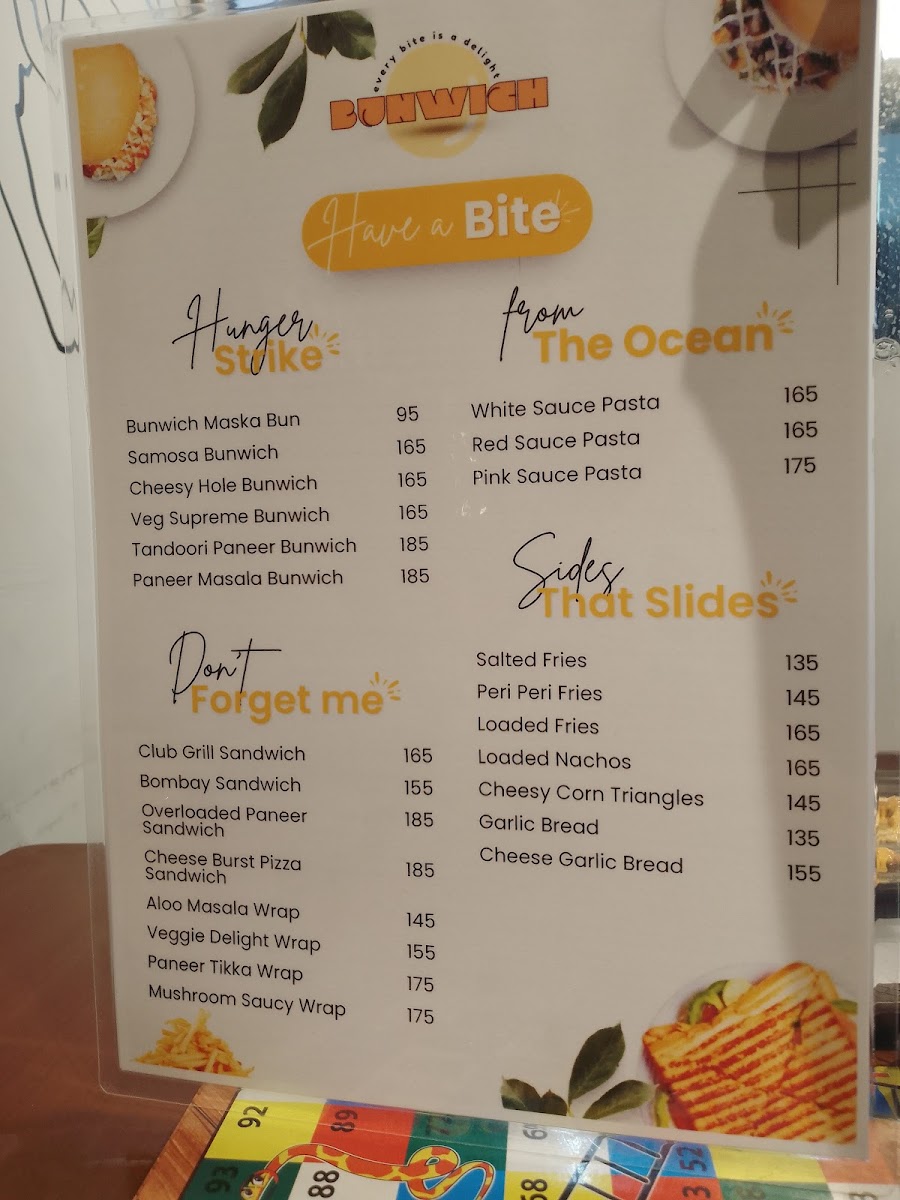 every bite is a delight
BUNWICH
Have a Bite
Hunger
Strike
Bunwich Maska Bun 95
Samosa Bunwich 165
Cheesy Hole Bunwich 165
Veg Supreme Bunwich 165
Tandoori Paneer Bunwich 185
Paneer Masala Bunwich 185
Don't
Forget me
Club Grill Sandwich 165
Bombay Sandwich 155
Overloaded Paneer
Sandwich 185
Cheese Burst Pizza
Sandwich 185
Aloo Masala Wrap 145
Veggie Delight Wrap 155
Paneer Tikka Wrap 175
Mushroom Saucy Wrap 175
from
The Ocean
White Sauce Pasta 165
Red Sauce Pasta 165
Pink Sauce Pasta 175
Sides
That Slides
Salted Fries 135
Peri Peri Fries 145
Loaded Fries 165
Loaded Nachos 165
Cheesy Corn Triangles 145
Garlic Bread 135
Cheese Garlic Bread 155
92
89
93
88
68
52